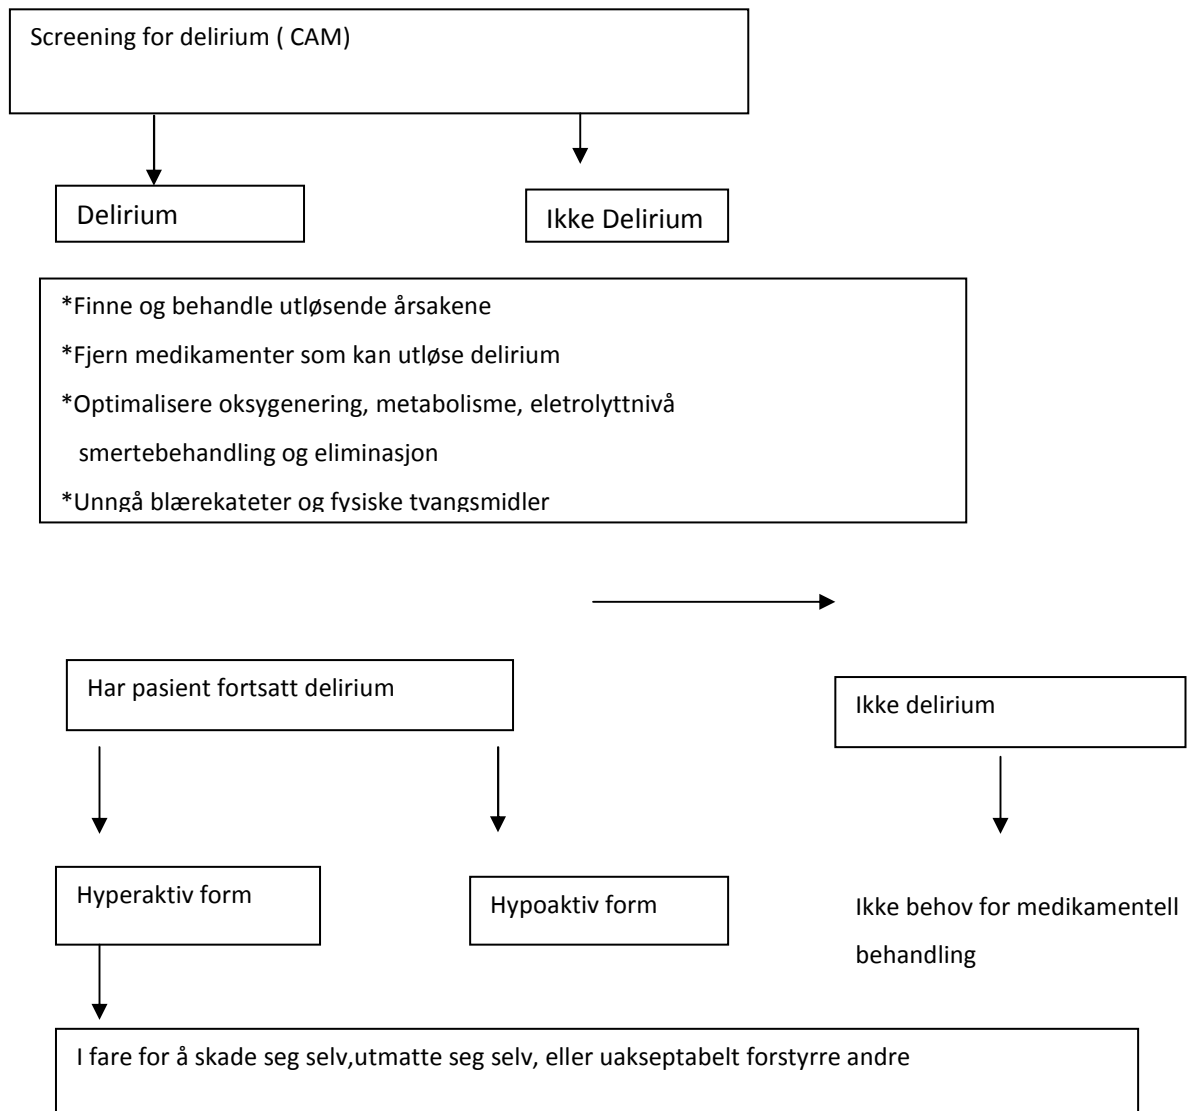 Screening for delirium ( CAM)
Delirium
Ikke Delirium
*Finne og behandle utløsende årsakene
*Fjern medikamenter som kan utløse delirium
*Optimalisere oksygenering, metabolisme, eletrolyttnivå
smertebehandling og eliminasjon
*Unngå blærekateter og fysiske tvangsmidler
Har pasient fortsatt delirium
Ikke delirium
Hyperaktiv form
Hypoaktiv form
Ikke behov for medikamentell
behandling
I fare for å skade seg selv,utmatte seg selv, eller uakseptabelt forstyrre andre